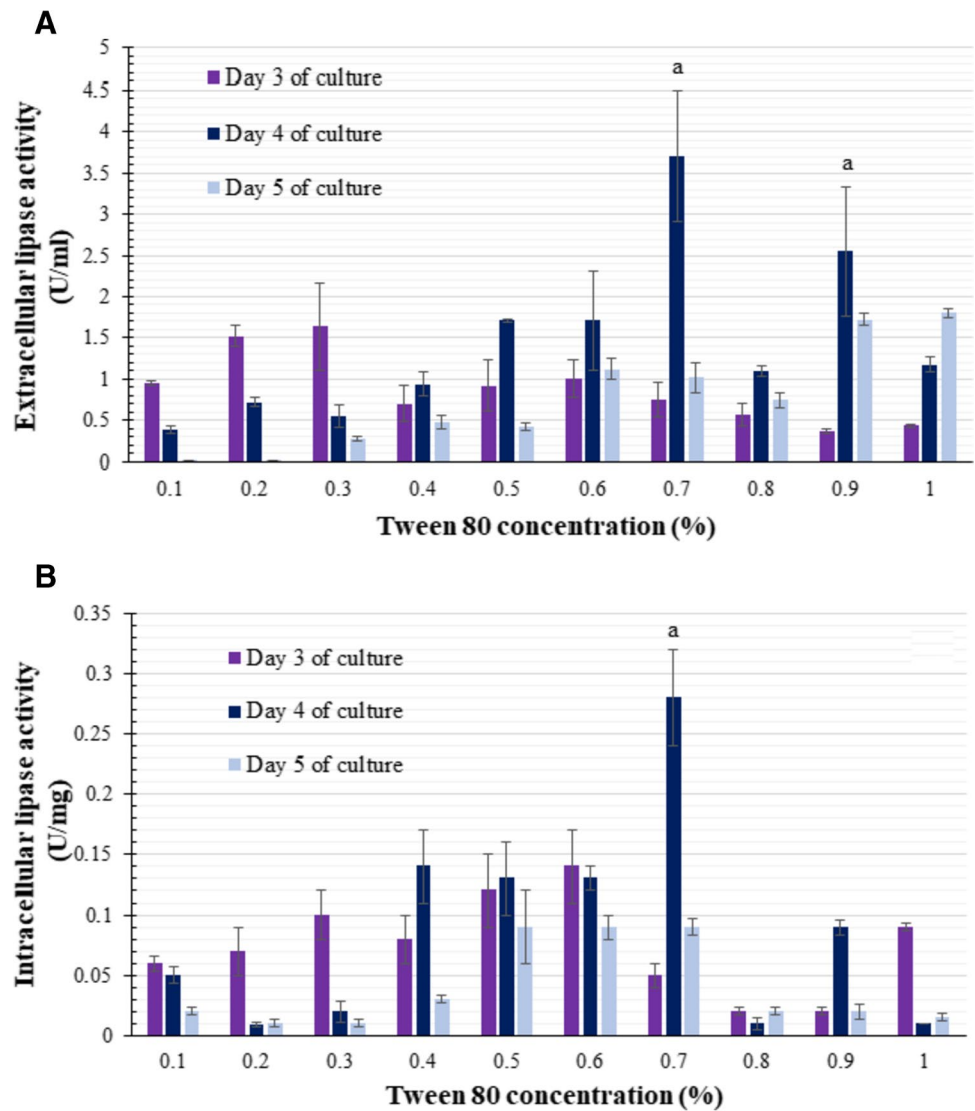 A
5
4.5
4
3.5
3
2.5
2
1.5
1
0.5
0
Extracellular lipase activity
(U/ml)
Day 3 of culture
Day 4 of culture
Day 5 of culture
a
a
0.1 0.2 0.3 0.4 0.5 0.6 0.7 0.8 0.9 1
Tween 80 concentration (%)
B
0.35
0.3
0.25
0.2
0.15
0.1
0.05
0
Intracellular lipase activity
(U/mg)
Day 3 of culture
Day 4 of culture
Day 5 of culture
a
0.1 0.2 0.3 0.4 0.5 0.6 0.7 0.8 0.9 1
Tween 80 concentration (%)